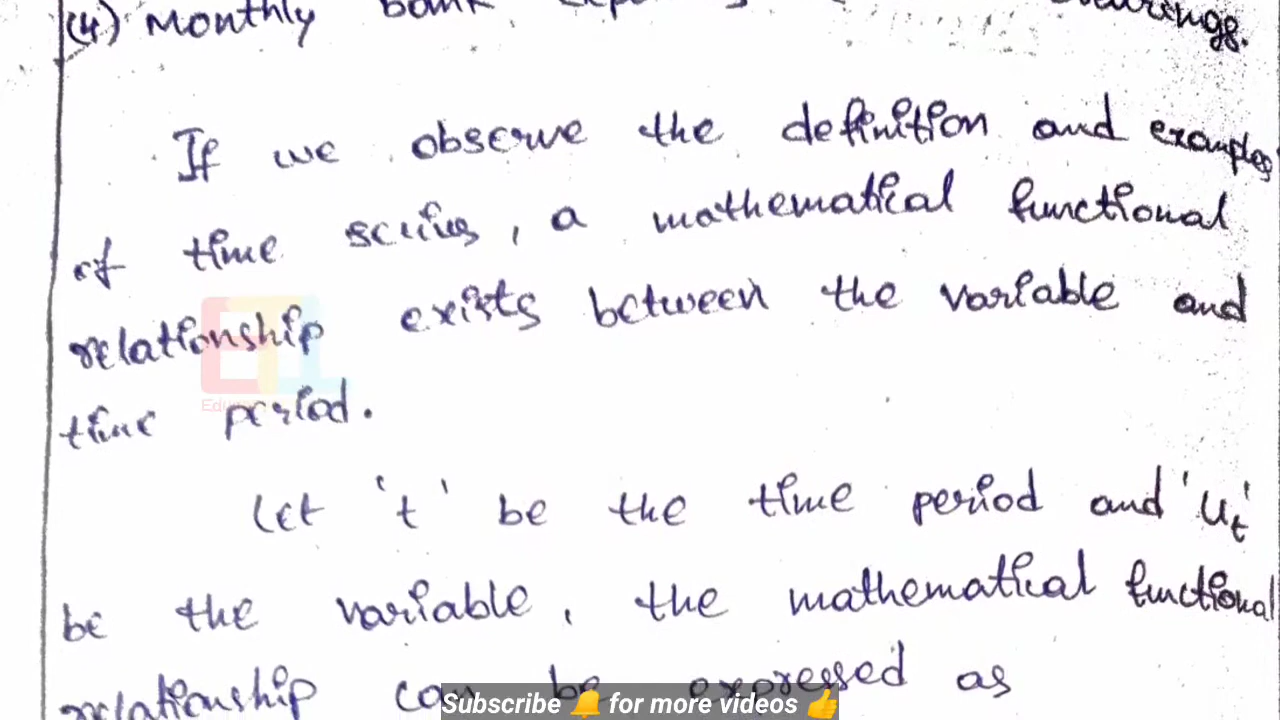 (4) Monthly bank
If we observe the definition and examples
of time series, a mathematical functional
relationship exists between the variable and
time period.
Let 't' be the time period and 'ut'
be the variable, the mathematical functional
relationship can be expressed as
Subscribe 🔔 for more videos 👍